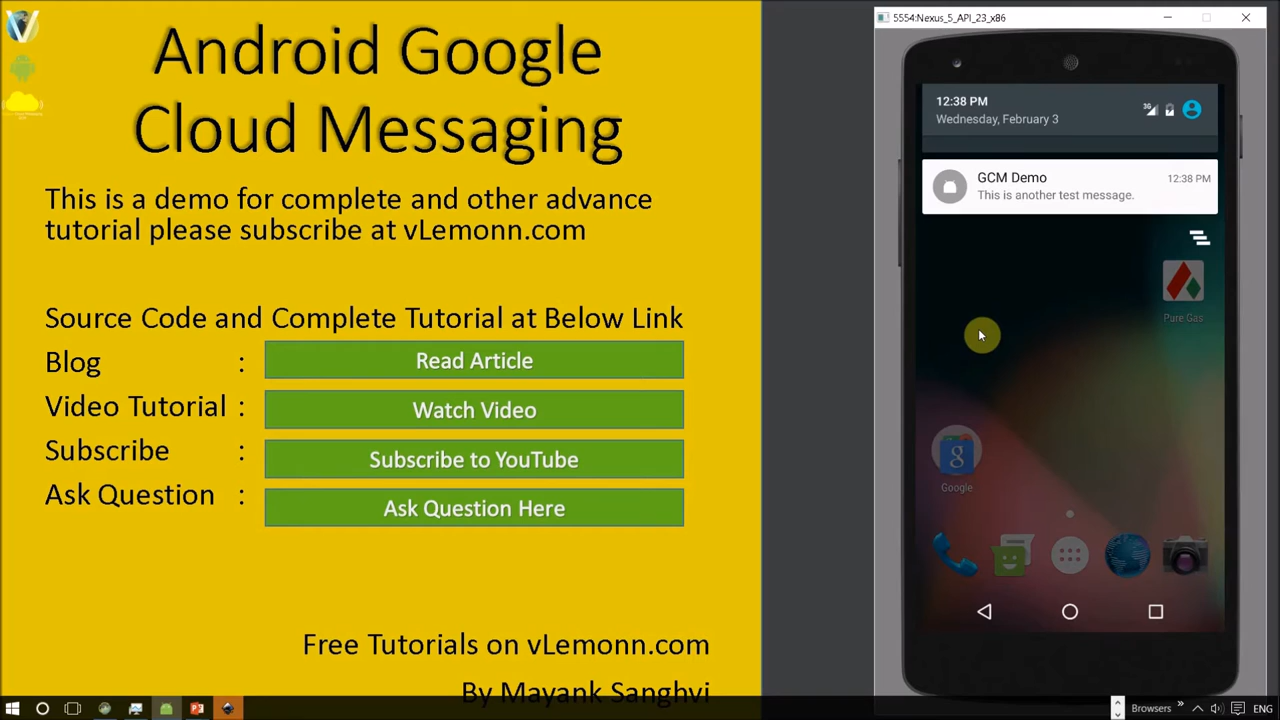 Android Google
Cloud Messaging
This is a demo for complete and other advance
tutorial please subscribe at vLemonn.com
Source Code and Complete Tutorial at Below Link
Blog : Read Article
Video Tutorial : Watch Video
Subscribe : Subscribe to YouTube
Ask Question : Ask Question Here
Free Tutorials on vLemonn.com
By Mayank Sanghvi
5554:Nexus_5_API_23_x86
12:38 PM
Wednesday, February 3
3G
GCM Demo 12:38 PM
This is another test message.
Pure Gas
Google
Browsers
ENG